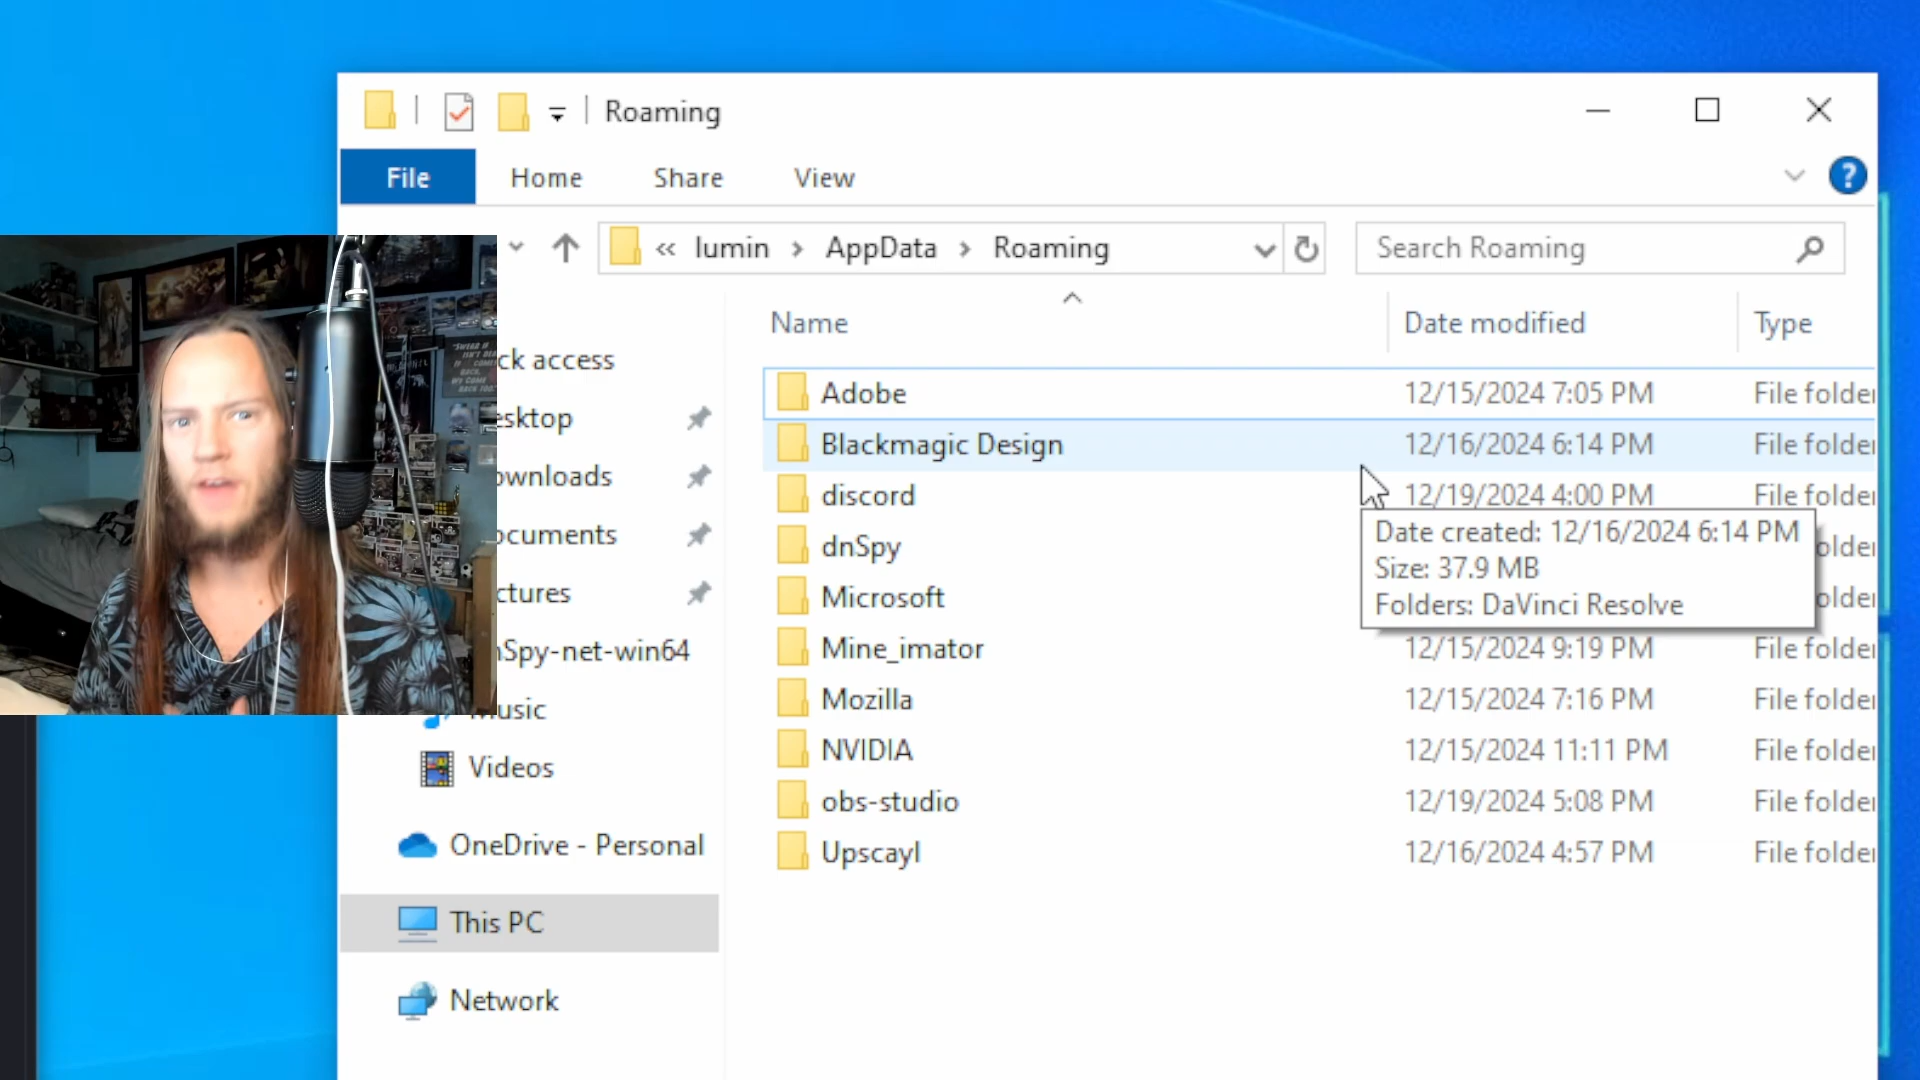 Roaming
File Home Share View
« lumin > AppData > Roaming
Search Roaming
Name Date modified Type
ck access
esktop
ownloads
ocuments
ctures
Spy-net-win64
usic
Videos
OneDrive - Personal
This PC
Network
Adobe 12/15/2024 7:05 PM File folder
Blackmagic Design 12/16/2024 6:14 PM File folder
discord 12/19/2024 4:00 PM File folder
dnSpy older
Microsoft older
Mine_imator 12/15/2024 9:19 PM File folder
Mozilla 12/15/2024 7:16 PM File folder
NVIDIA 12/15/2024 11:11 PM File folder
obs-studio 12/19/2024 5:08 PM File folder
Upscayl 12/16/2024 4:57 PM File folder
Date created: 12/16/2024 6:14 PM
Size: 37.9 MB
Folders: DaVinci Resolve